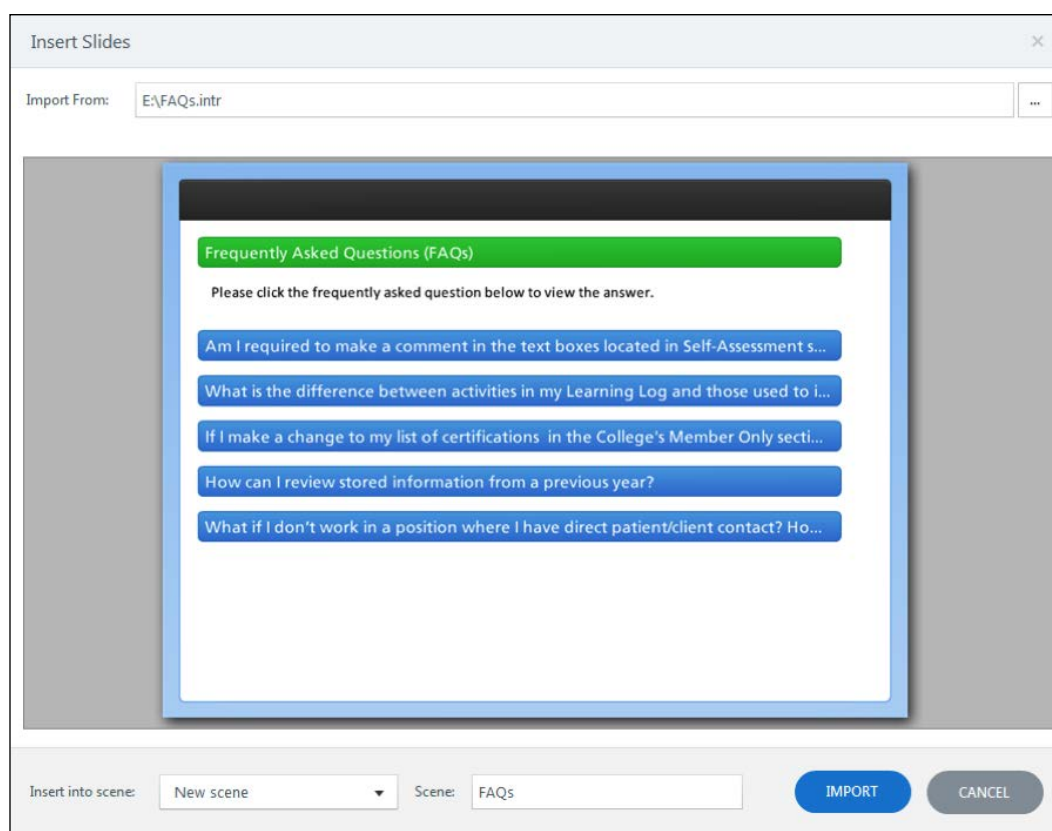 Insert Slides
Import From: E:\FAQs.intr ...
Frequently Asked Questions (FAQs)
Please click the frequently asked question below to view the answer.
Am I required to make a comment in the text boxes located in Self-Assessment s...
What is the difference between activities in my Learning Log and those used to i...
If I make a change to my list of certifications  in the College's Member Only secti...
How can I review stored information from a previous year?
What if I don't work in a position where I have direct patient/client contact? Ho...
Insert into scene: New scene Scene: FAQs IMPORT CANCEL